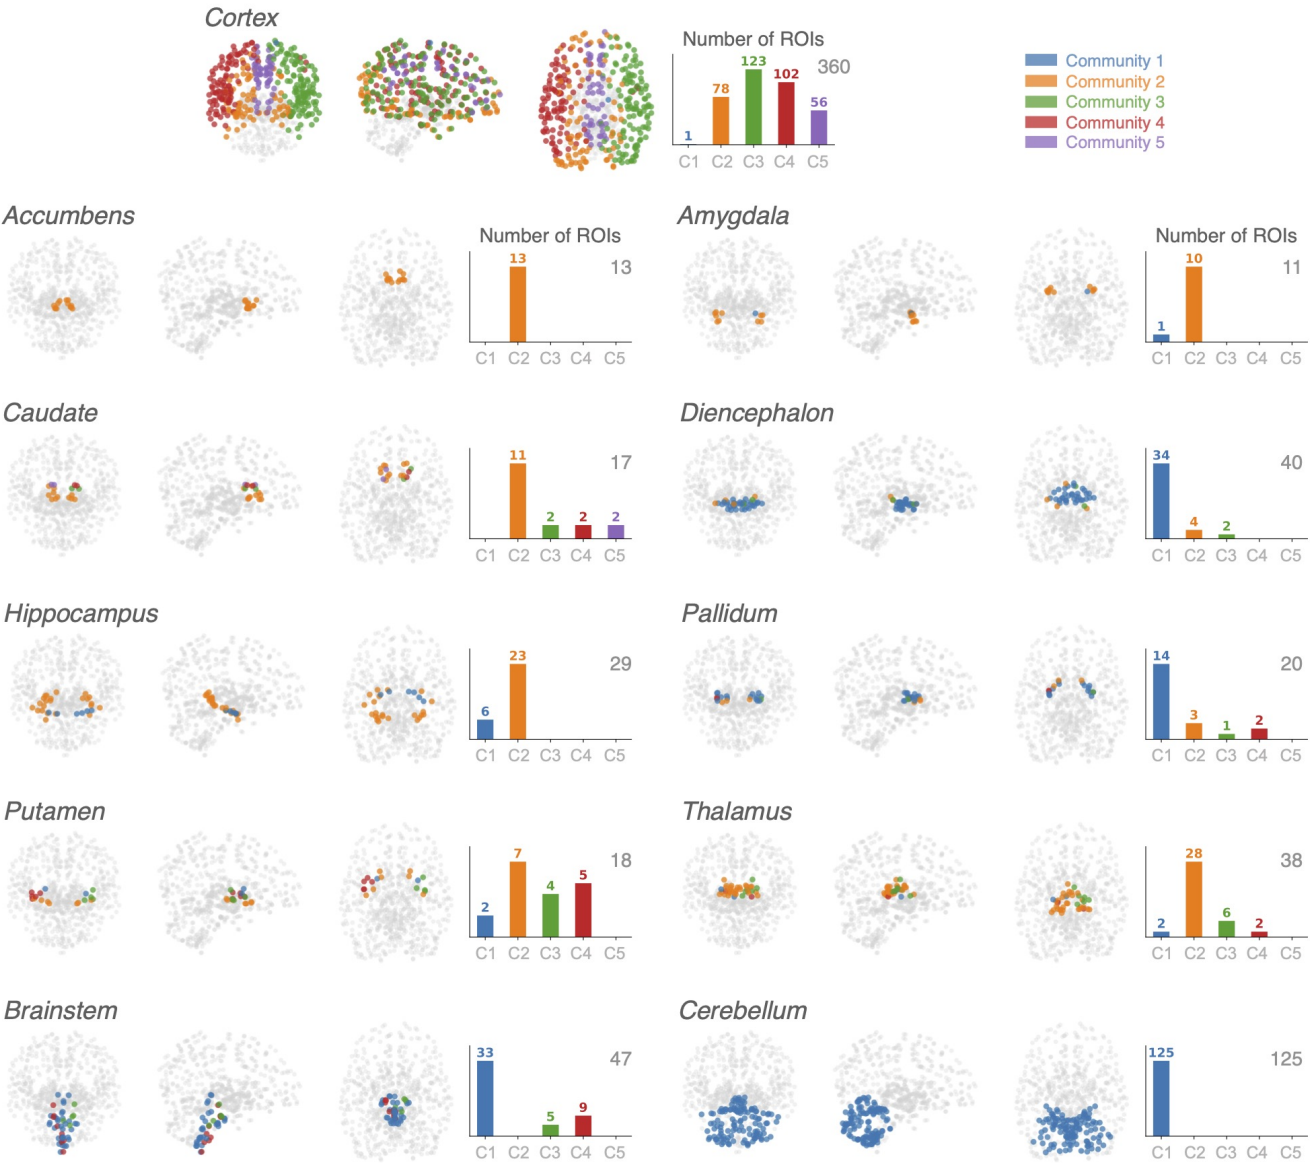 Cortex
Number of ROIs
360
1 78 123 102 56
C1 C2 C3 C4 C5
Community 1
Community 2
Community 3
Community 4
Community 5
Accumbens
Number of ROIs
13
13
C1 C2 C3 C4 C5
Amygdala
Number of ROIs
11
1 10
C1 C2 C3 C4 C5
Caudate
17
11 2 2 2
C1 C2 C3 C4 C5
Diencephalon
40
34 4 2
C1 C2 C3 C4 C5
Hippocampus
29
6 23
C1 C2 C3 C4 C5
Pallidum
20
14 3 1 2
C1 C2 C3 C4 C5
Putamen
18
2 7 4 5
C1 C2 C3 C4 C5
Thalamus
38
2 28 6 2
C1 C2 C3 C4 C5
Brainstem
47
33 5 9
C1 C2 C3 C4 C5
Cerebellum
125
125
C1 C2 C3 C4 C5